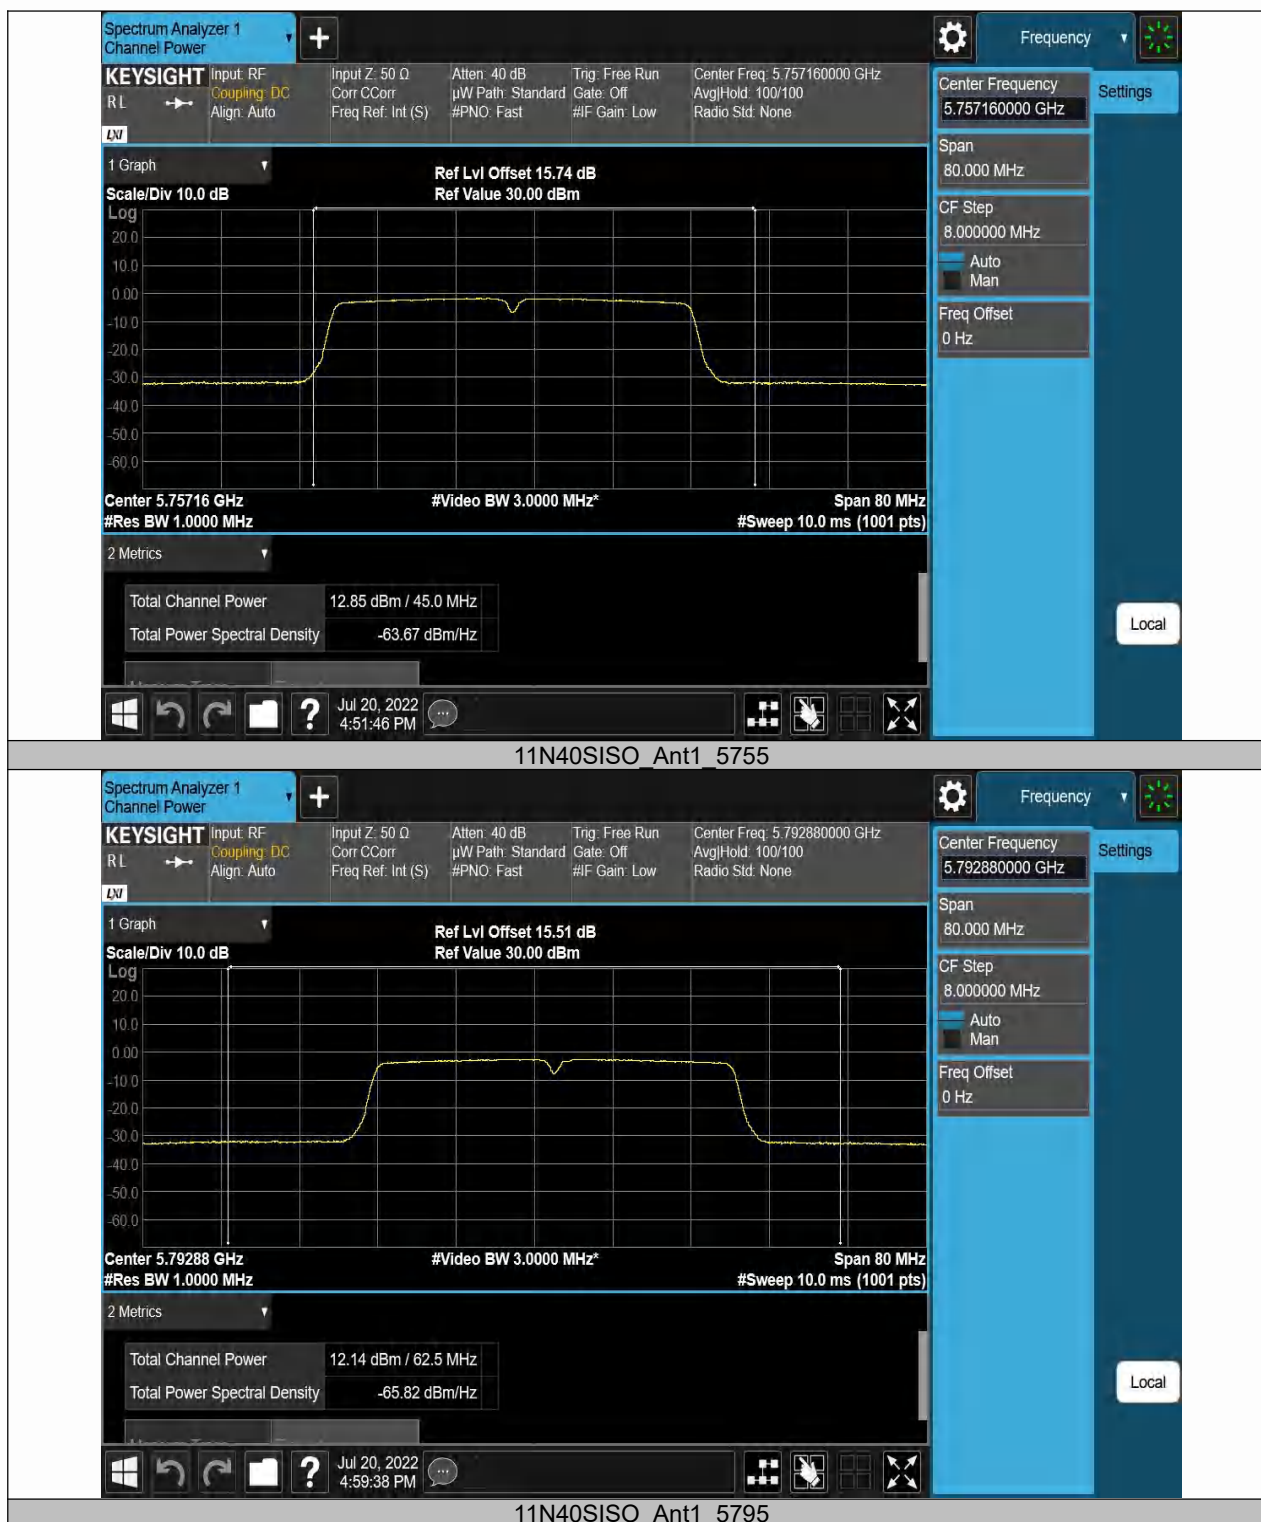 Spectrum Analyzer 1
Channel Power
Frequency
KEYSIGHT
Input: RF
Coupling: DC
Align: Auto
Input Z: 50 Ω
Corr CCorr
Freq Ref: Int (S)
Atten: 40 dB
µW Path: Standard
#PNO: Fast
Trig: Free Run
Gate: Off
#IF Gain: Low
Center Freq: 5.757160000 GHz
Avg|Hold: 100/100
Radio Std: None
R L
LXI
Center Frequency
5.757160000 GHz
Settings
Span
80.000 MHz
CF Step
8.000000 MHz
Auto
Man
Freq Offset
0 Hz
1 Graph
Scale/Div 10.0 dB
Ref Lvl Offset 15.74 dB
Ref Value 30.00 dBm
Log
20.0
10.0
0.00
-10.0
-20.0
-30.0
-40.0
-50.0
-60.0
Center 5.75716 GHz
#Video BW 3.0000 MHz*
Span 80 MHz
#Res BW 1.0000 MHz
#Sweep 10.0 ms (1001 pts)
2 Metrics
Total Channel Power 12.85 dBm / 45.0 MHz
Total Power Spectral Density -63.67 dBm/Hz
Local
?
Jul 20, 2022
4:51:46 PM
11N40SISO_Ant1_5755
Spectrum Analyzer 1
Channel Power
Frequency
KEYSIGHT
Input: RF
Coupling: DC
Align: Auto
Input Z: 50 Ω
Corr CCorr
Freq Ref: Int (S)
Atten: 40 dB
µW Path: Standard
#PNO: Fast
Trig: Free Run
Gate: Off
#IF Gain: Low
Center Freq: 5.792880000 GHz
Avg|Hold: 100/100
Radio Std: None
R L
LXI
Center Frequency
5.792880000 GHz
Settings
Span
80.000 MHz
CF Step
8.000000 MHz
Auto
Man
Freq Offset
0 Hz
1 Graph
Scale/Div 10.0 dB
Ref Lvl Offset 15.51 dB
Ref Value 30.00 dBm
Log
20.0
10.0
0.00
-10.0
-20.0
-30.0
-40.0
-50.0
-60.0
Center 5.79288 GHz
#Video BW 3.0000 MHz*
Span 80 MHz
#Res BW 1.0000 MHz
#Sweep 10.0 ms (1001 pts)
2 Metrics
Total Channel Power 12.14 dBm / 62.5 MHz
Total Power Spectral Density -65.82 dBm/Hz
Local
?
Jul 20, 2022
4:59:38 PM
11N40SISO_Ant1_5795